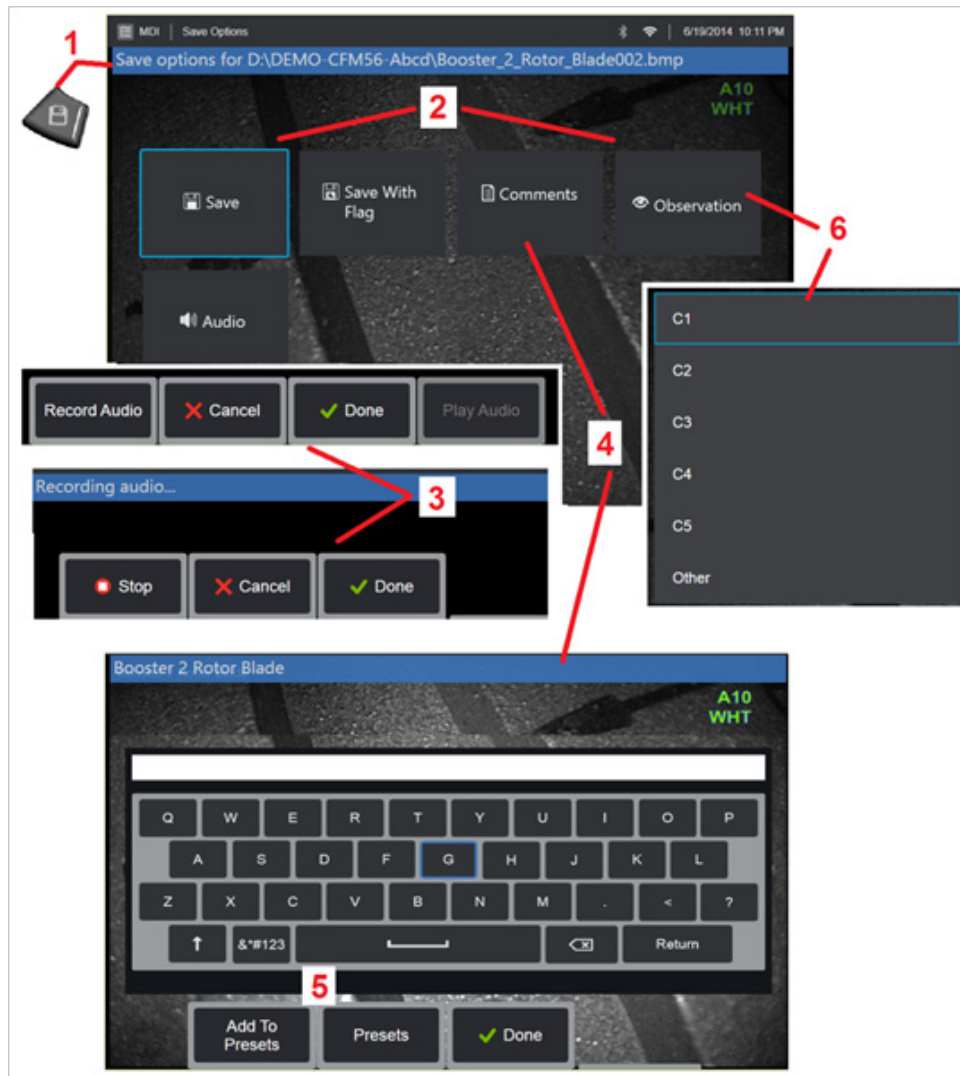 1
MDI | Save Options
6/19/2014 10:11 PM
Save options for D:\DEMO-CFM56-Abcd\Booster_2_Rotor_Blade002.bmp
A10
WHT
2
Save
Save With
Flag
Comments
Observation
6
Audio
C1
C2
C3
C4
C5
Other
Record Audio
Cancel
Done
Play Audio
4
3
Recording audio...
Stop
Cancel
Done
Booster 2 Rotor Blade
A10
WHT
Q W E R T Y U I O P
A S D F G H J K L
Z X C V B N M . < ?
&*#123 Return
5
Add To
Presets
Presets
Done